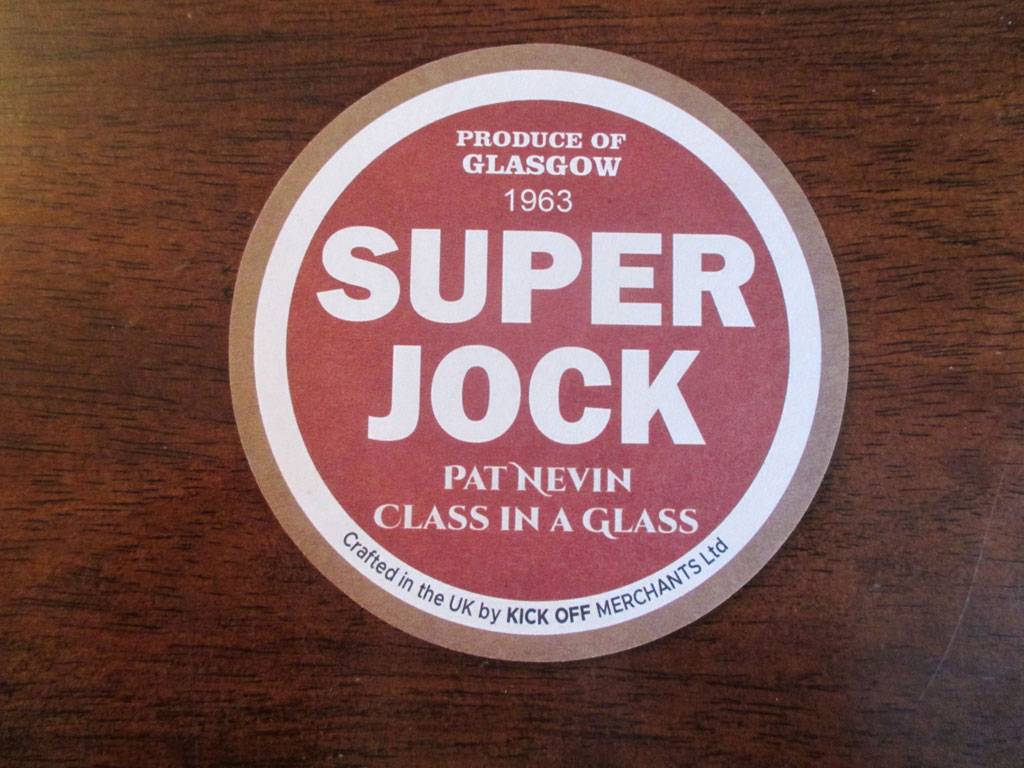 PRODUCE OF
GLASGOW
1963
SUPER
JOCK
PAT NEVIN
CLASS IN A GLASS
Crafted in the UK by KICK OFF MERCHANTS Ltd